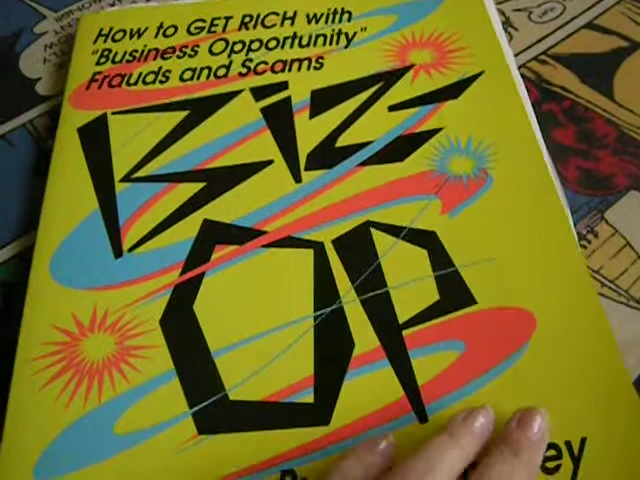 How to GET RICH with
"Business Opportunity"
Frauds and Scams
Biz-
Op